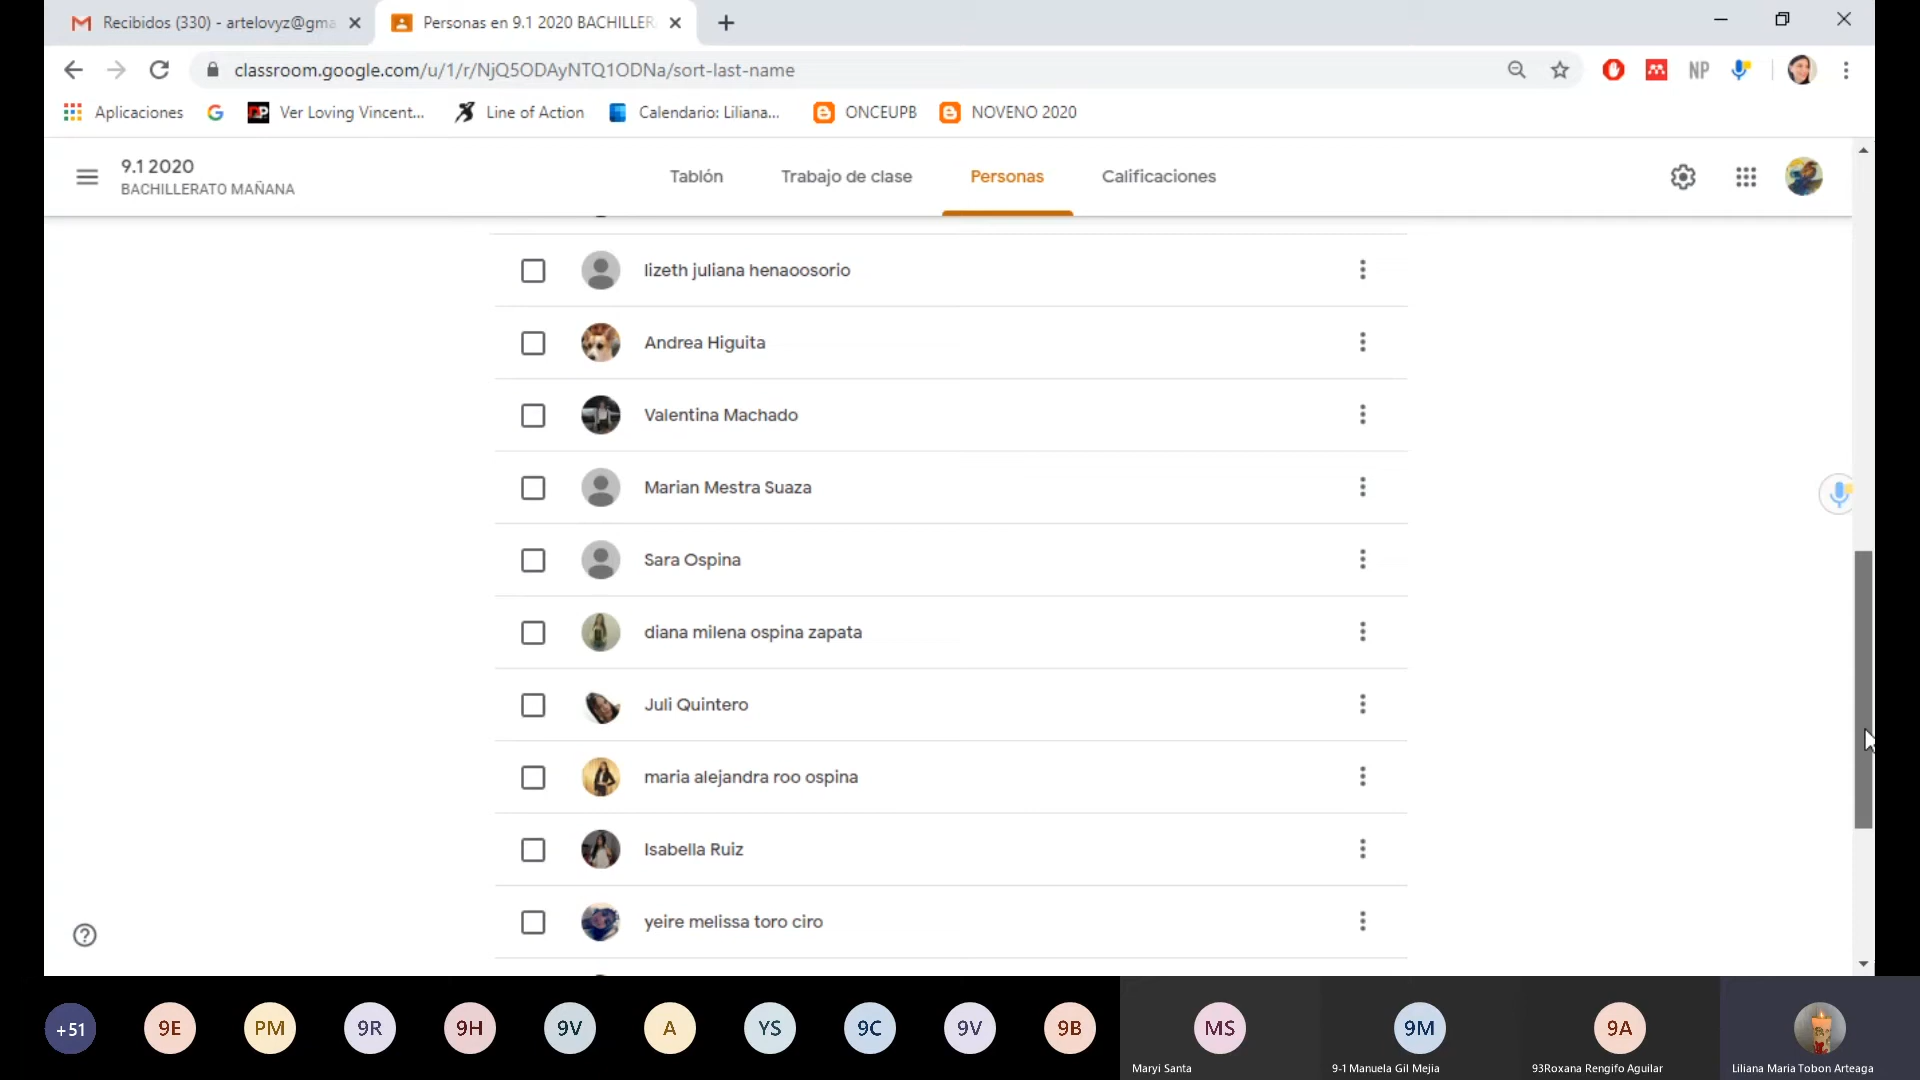 Recibidos (330) - artelovyz@gma
Personas en 9.1 2020 BACHILLER
classroom.google.com/u/1/r/NjQ5ODAyNTQ1ODNa/sort-last-name
NP
Aplicaciones
Ver Loving Vincent...
Line of Action
Calendario: Liliana...
ONCEUPB
NOVENO 2020
9.1 2020
BACHILLERATO MAÑANA
Tablón
Trabajo de clase
Personas
Calificaciones
lizeth juliana henaoosorio
Andrea Higuita
Valentina Machado
Marian Mestra Suaza
Sara Ospina
diana milena ospina zapata
Juli Quintero
maria alejandra roo ospina
Isabella Ruiz
yeire melissa toro ciro
+51
9E
PM
9R
9H
9V
A
YS
9C
9V
9B
MS
9M
9A
Maryi Santa
9-1 Manuela Gil Mejia
93Roxana Rengifo Aguilar
Liliana Maria Tobon Arteaga